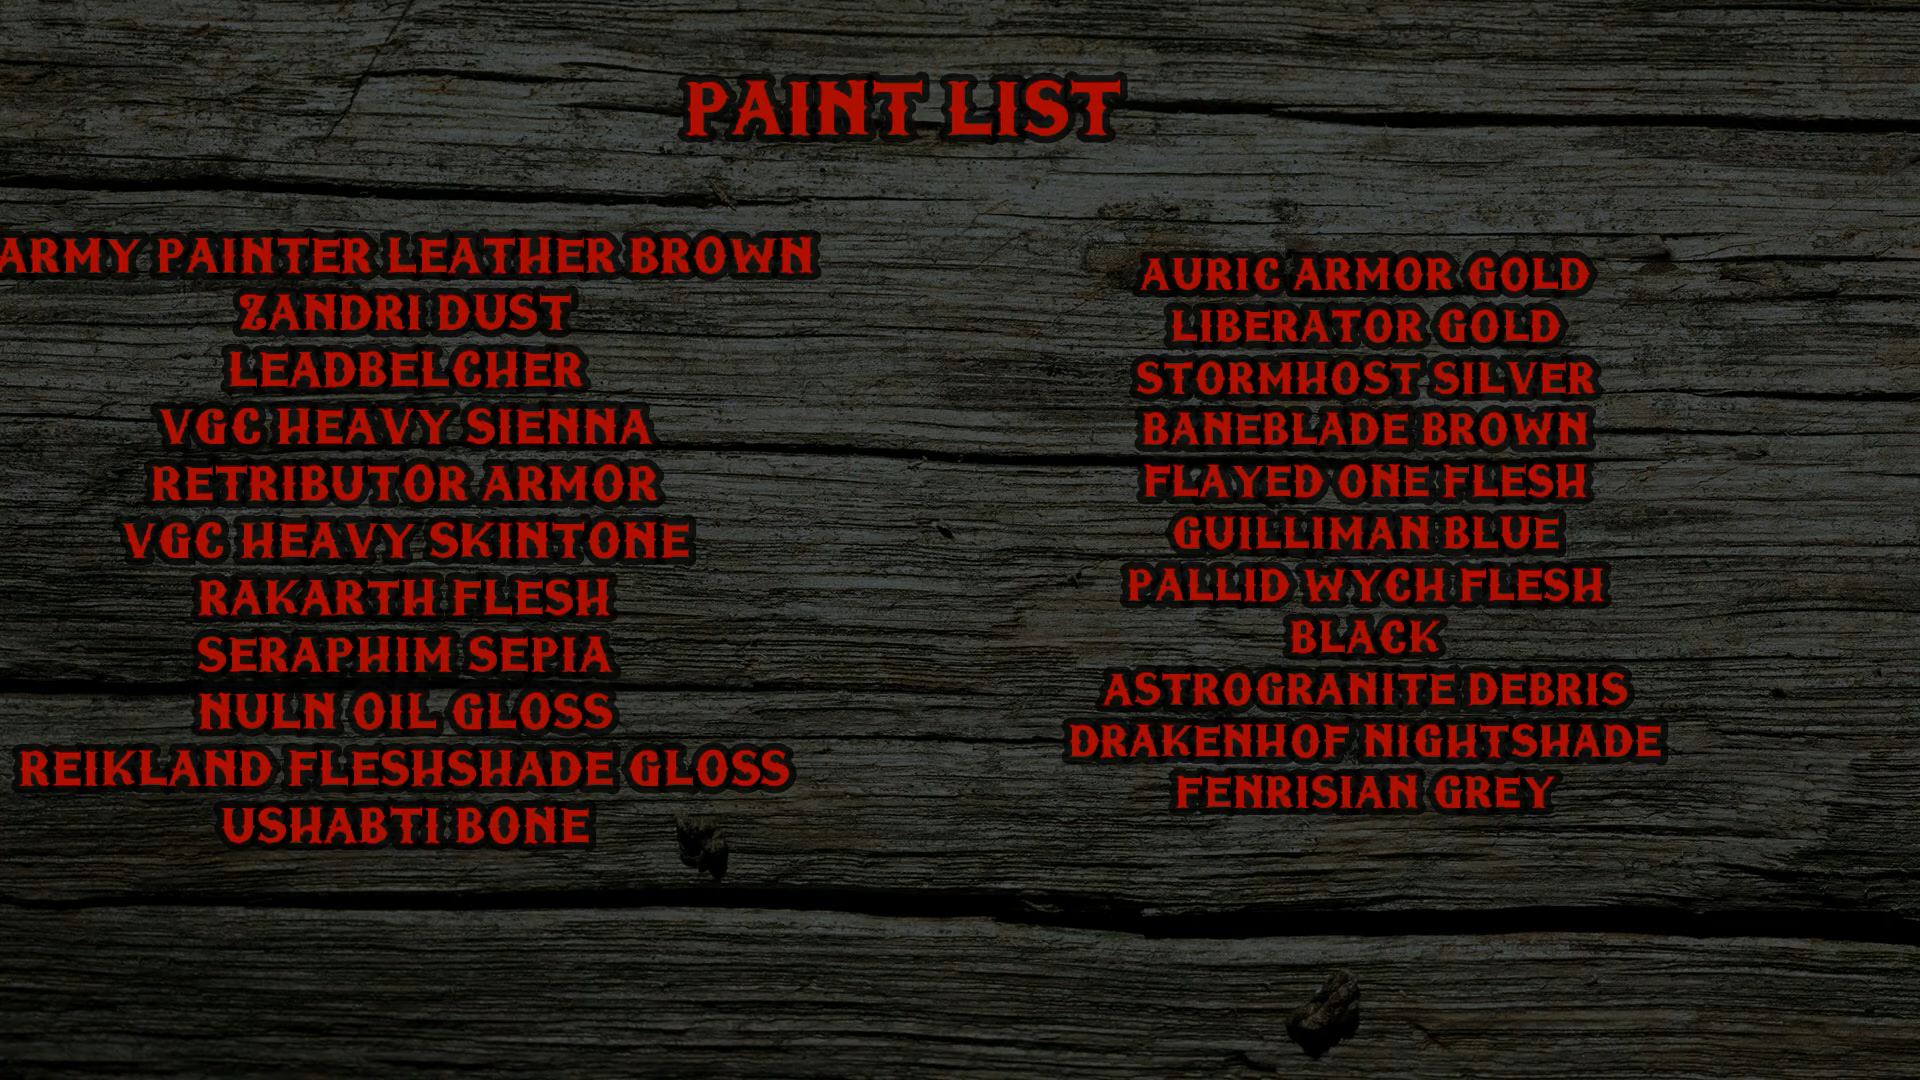 PAINT LIST
ARMY PAINTER LEATHER BROWN
ZANDRI DUST
LEADBELCHER
VGC HEAVY SIENNA
RETRIBUTOR ARMOR
VGC HEAVY SKINTONE
RAKARTH FLESH
SERAPHIM SEPIA
NULN OIL GLOSS
REIKLAND FLESHSHADE GLOSS
USHABTI BONE
AURIC ARMOR GOLD
LIBERATOR GOLD
STORMHOST SILVER
BANEBLADE BROWN
FLAYED ONE FLESH
GUILLIMAN BLUE
PALLID WYCH FLESH
BLACK
ASTROGRANITE DEBRIS
DRAKENHOF NIGHTSHADE
FENRISIAN GREY